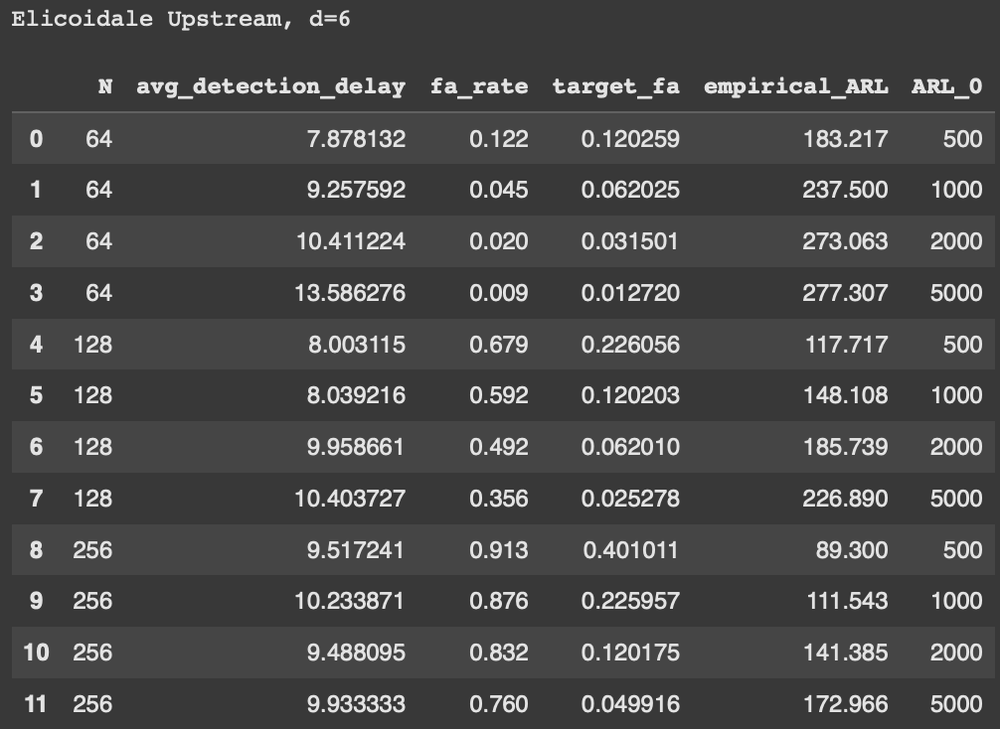 Elicoidale Upstream, d=6
N avg_detection_delay fa_rate target_fa empirical_ARL ARL_0
0 64 7.878132 0.122 0.120259 183.217 500
1 64 9.257592 0.045 0.062025 237.500 1000
2 64 10.411224 0.020 0.031501 273.063 2000
3 64 13.586276 0.009 0.012720 277.307 5000
4 128 8.003115 0.679 0.226056 117.717 500
5 128 8.039216 0.592 0.120203 148.108 1000
6 128 9.958661 0.492 0.062010 185.739 2000
7 128 10.403727 0.356 0.025278 226.890 5000
8 256 9.517241 0.913 0.401011 89.300 500
9 256 10.233871 0.876 0.225957 111.543 1000
10 256 9.488095 0.832 0.120175 141.385 2000
11 256 9.933333 0.760 0.049916 172.966 5000